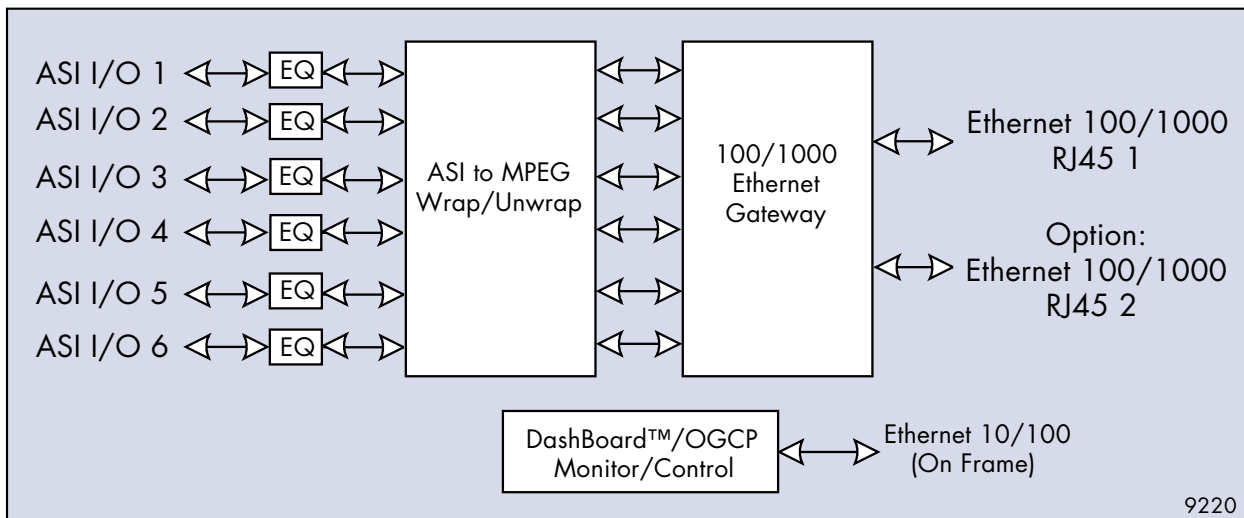 ASI I/O 1
EQ
ASI I/O 2
EQ
ASI I/O 3
EQ
ASI I/O 4
EQ
ASI I/O 5
EQ
ASI I/O 6
EQ
ASI to MPEG
Wrap/Unwrap
100/1000
Ethernet
Gateway
Ethernet 100/1000
RJ45 1
Option:
Ethernet 100/1000
RJ45 2
DashBoard™/OGCP
Monitor/Control
Ethernet 10/100
(On Frame)
9220